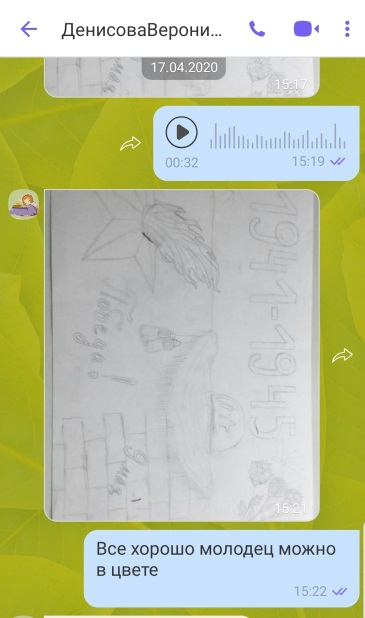 ДенисоваВерони...
17.04.2020
15:17
00:32
15:19
1941-1945
Победа!
9 мая
15:21
Все хорошо молодец можно
в цвете
15:22